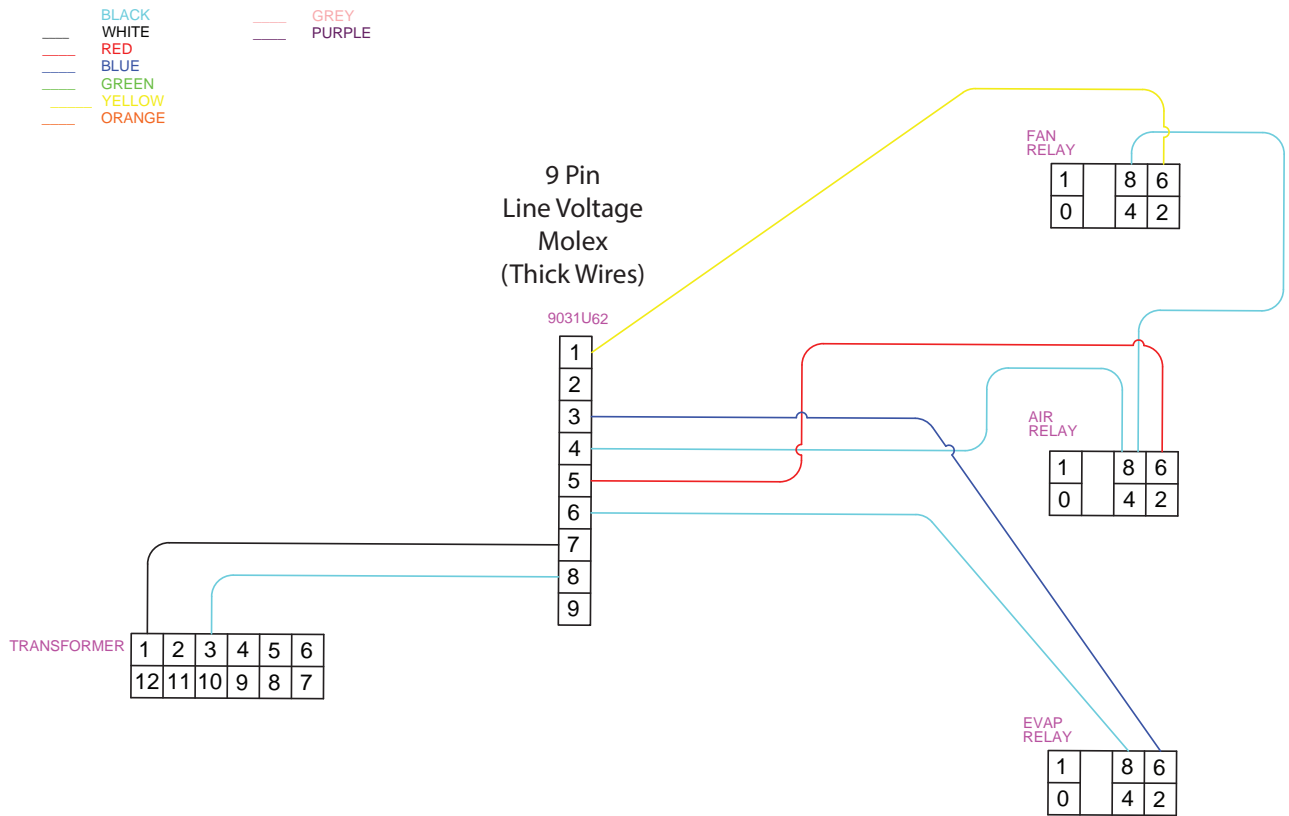 BLACK
WHITE
RED
BLUE
GREEN
YELLOW
ORANGE
GREY
PURPLE
9 Pin
Line Voltage
Molex
(Thick Wires)
9031U62
1
2
3
4
5
6
7
8
9
FAN
RELAY
1 8 6
0 4 2
AIR
RELAY
1 8 6
0 4 2
TRANSFORMER
1 2 3 4 5 6
12 11 10 9 8 7
EVAP
RELAY
1 8 6
0 4 2